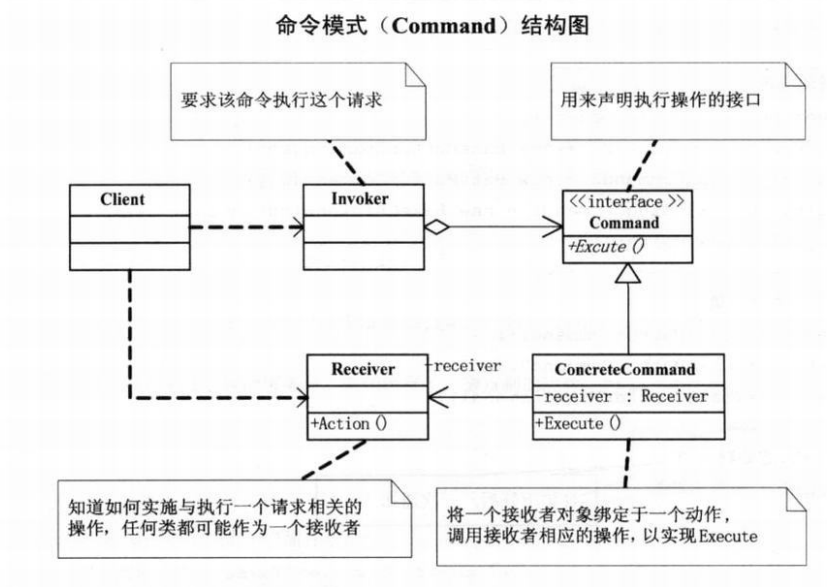 命令模式（Command）结构图
要求该命令执行这个请求
用来声明执行操作的接口
Client
Invoker
<<interface >>
Command
+Excute ()
Receiver
-receiver
ConcreteCommand
-receiver : Receiver
+Action ()
+Execute ()
知道如何实施与执行一个请求相关的
操作，任何类都可能作为一个接收者
将一个接收者对象绑定于一个动作，
调用接收者相应的操作，以实现Execute